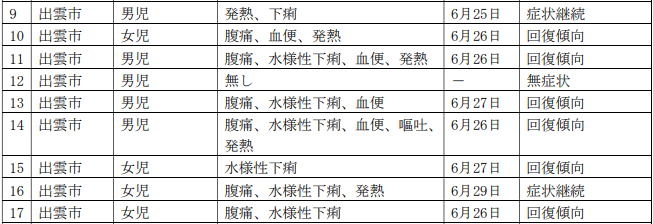 9 出雲市 男児 発熱、下痢 6月25日 症状継続
10 出雲市 女児 腹痛、血便、発熱 6月26日 回復傾向
11 出雲市 男児 腹痛、水様性下痢、血便、発熱 6月26日 回復傾向
12 出雲市 男児 無し － 無症状
13 出雲市 男児 腹痛、水様性下痢、血便 6月27日 回復傾向
14 出雲市 男児 腹痛、水様性下痢、血便、嘔吐、 6月26日 回復傾向
発熱
15 出雲市 女児 水様性下痢 6月27日 回復傾向
16 出雲市 女児 腹痛、水様性下痢、発熱 6月29日 症状継続
17 出雲市 女児 腹痛、水様性下痢 6月26日 回復傾向